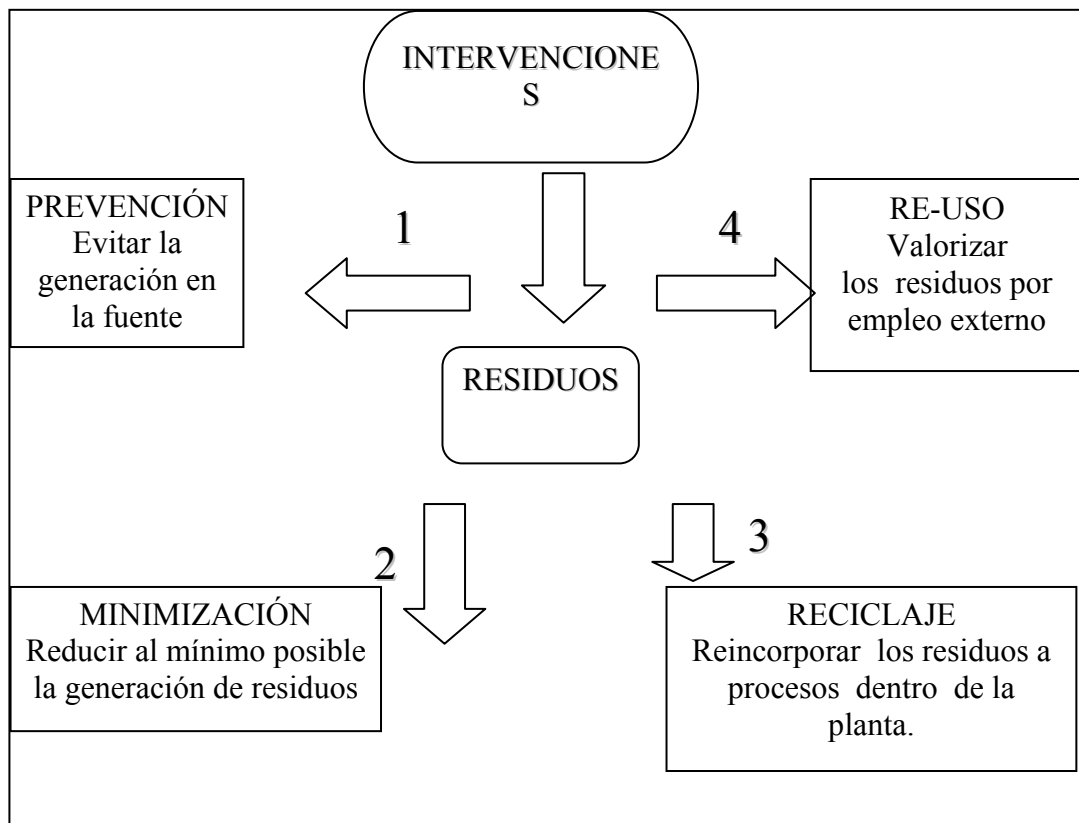 INTERVENCIONE
S
PREVENCIÓN
Evitar la
generación en
la fuente
1
4
RE-USO
Valorizar
los residuos por
empleo externo
RESIDUOS
2
3
MINIMIZACIÓN
Reducir al mínimo posible
la generación de residuos
RECICLAJE
Reincorporar los residuos a
procesos dentro de la
planta.